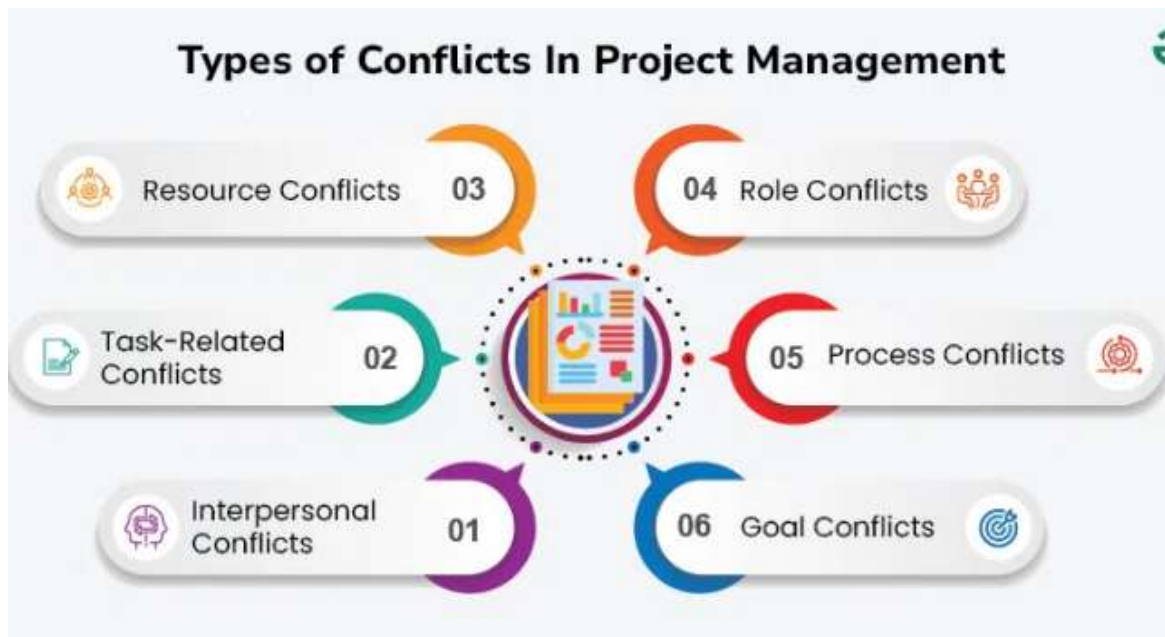 Types of Conflicts In Project Management
Resource Conflicts 03
04 Role Conflicts
Task-Related
Conflicts
02
05 Process Conflicts
Interpersonal
Conflicts
01
06 Goal Conflicts